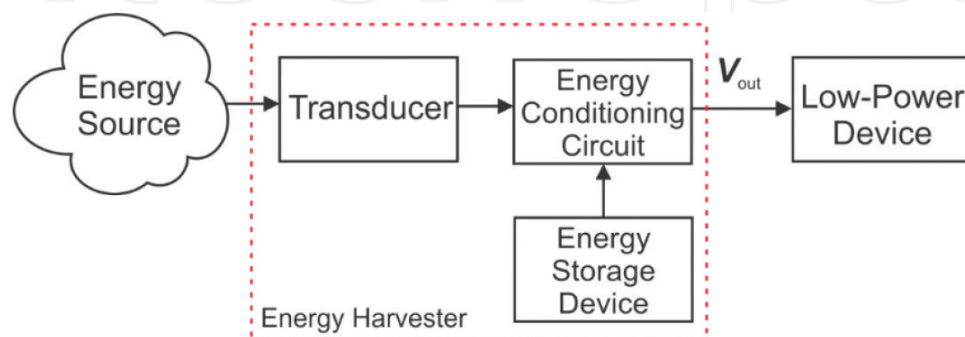 Energy
Source
Transducer
Energy
Conditioning
Circuit
Vout
Low-Power
Device
Energy
Storage
Device
Energy Harvester